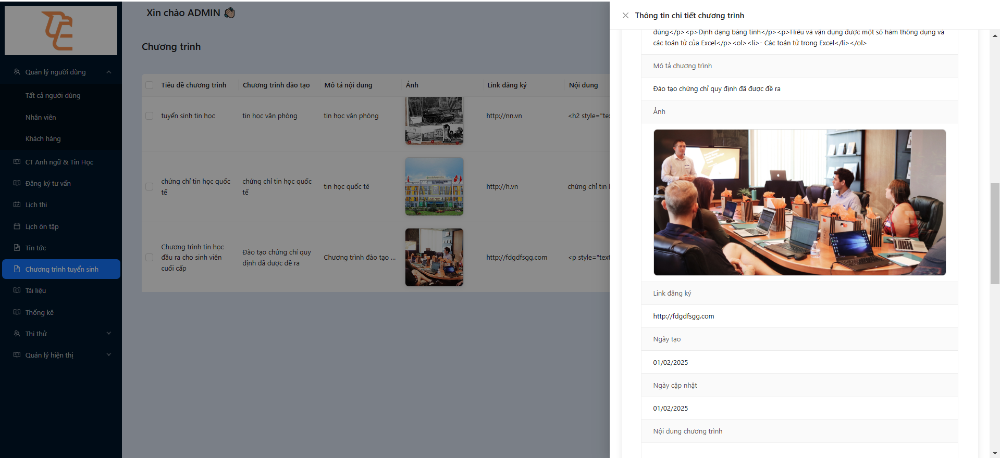 Xin chào ADMIN 👏
Quản lý người dùng
Tất cả người dùng
Nhân viên
Khách hàng
CT Anh ngữ & Tin Học
Đăng ký tư vấn
Lịch thi
Lịch ôn tập
Tin tức
Chương trình tuyển sinh
Tài liệu
Thống kê
Thi thử
Quản lý hiện thị
Chương trình
Tiêu đề chương trình Chương trình đào tạo Mô tả nội dung Ảnh Link đăng ký Nội dung
tuyển sinh tin học tin học văn phòng tin học văn phòng http://nn.vn <h2 style="tex
chứng chỉ tin học quốc tế chứng chỉ tin học quốc tế tin học quốc tê http://h.vn chứng chỉ tin
Chương trình tin học đầu ra cho sinh viên cuối cấp Đào tạo chứng chỉ quy định đã được đề ra Chương trình đào tạo ... http://fdgdfsgg.com <p style="text
Thông tin chi tiết chương trình
dùng</p><p>Định dạng bảng tính</p><p>Hiểu và vận dụng được một số hàm thông dụng và
các toán tử của Excel</p><ol><li>- Các toán tử trong Excel</li></ol>
Mô tả chương trình
Đào tạo chứng chỉ quy định đã được đề ra
Ảnh
Link đăng ký
http://fdgdfsgg.com
Ngày tạo
01/02/2025
Ngày cập nhật
01/02/2025
Nội dung chương trình